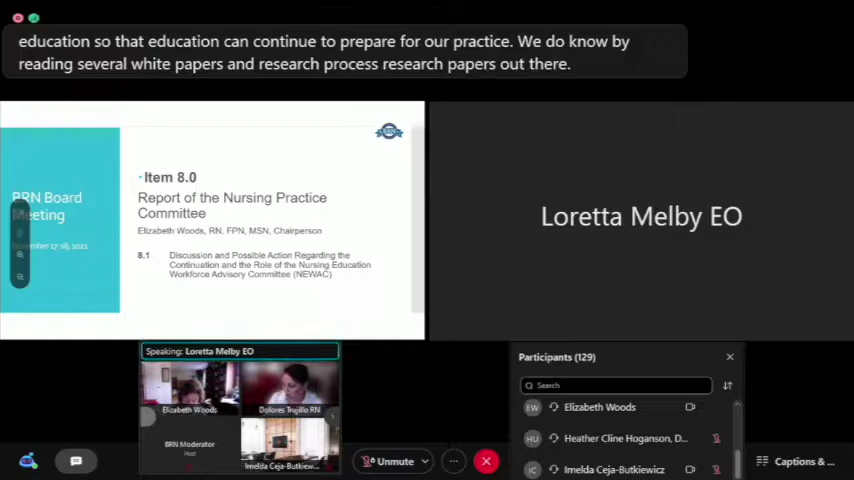 education so that education can continue to prepare for our practice. We do know by
reading several white papers and research process research papers out there.
BRN Board
Meeting
November 17-18, 2021
Item 8.0
Report of the Nursing Practice
Committee
Elizabeth Woods, RN, FPN, MSN, Chairperson
8.1 Discussion and Possible Action Regarding the
Continuation and the Role of the Nursing Education
Workforce Advisory Committee (NEWAC)
Loretta Melby EO
Speaking: Loretta Melby EO
Elizabeth Woods
Dolores Trujillo RN
BRN Moderator
Host
Imelda Ceja-Butkiew...
Participants (129)
Search
EW Elizabeth Woods
HU Heather Cline Hoganson, D...
IC Imelda Ceja-Butkiewicz
Unmute
Captions & ...